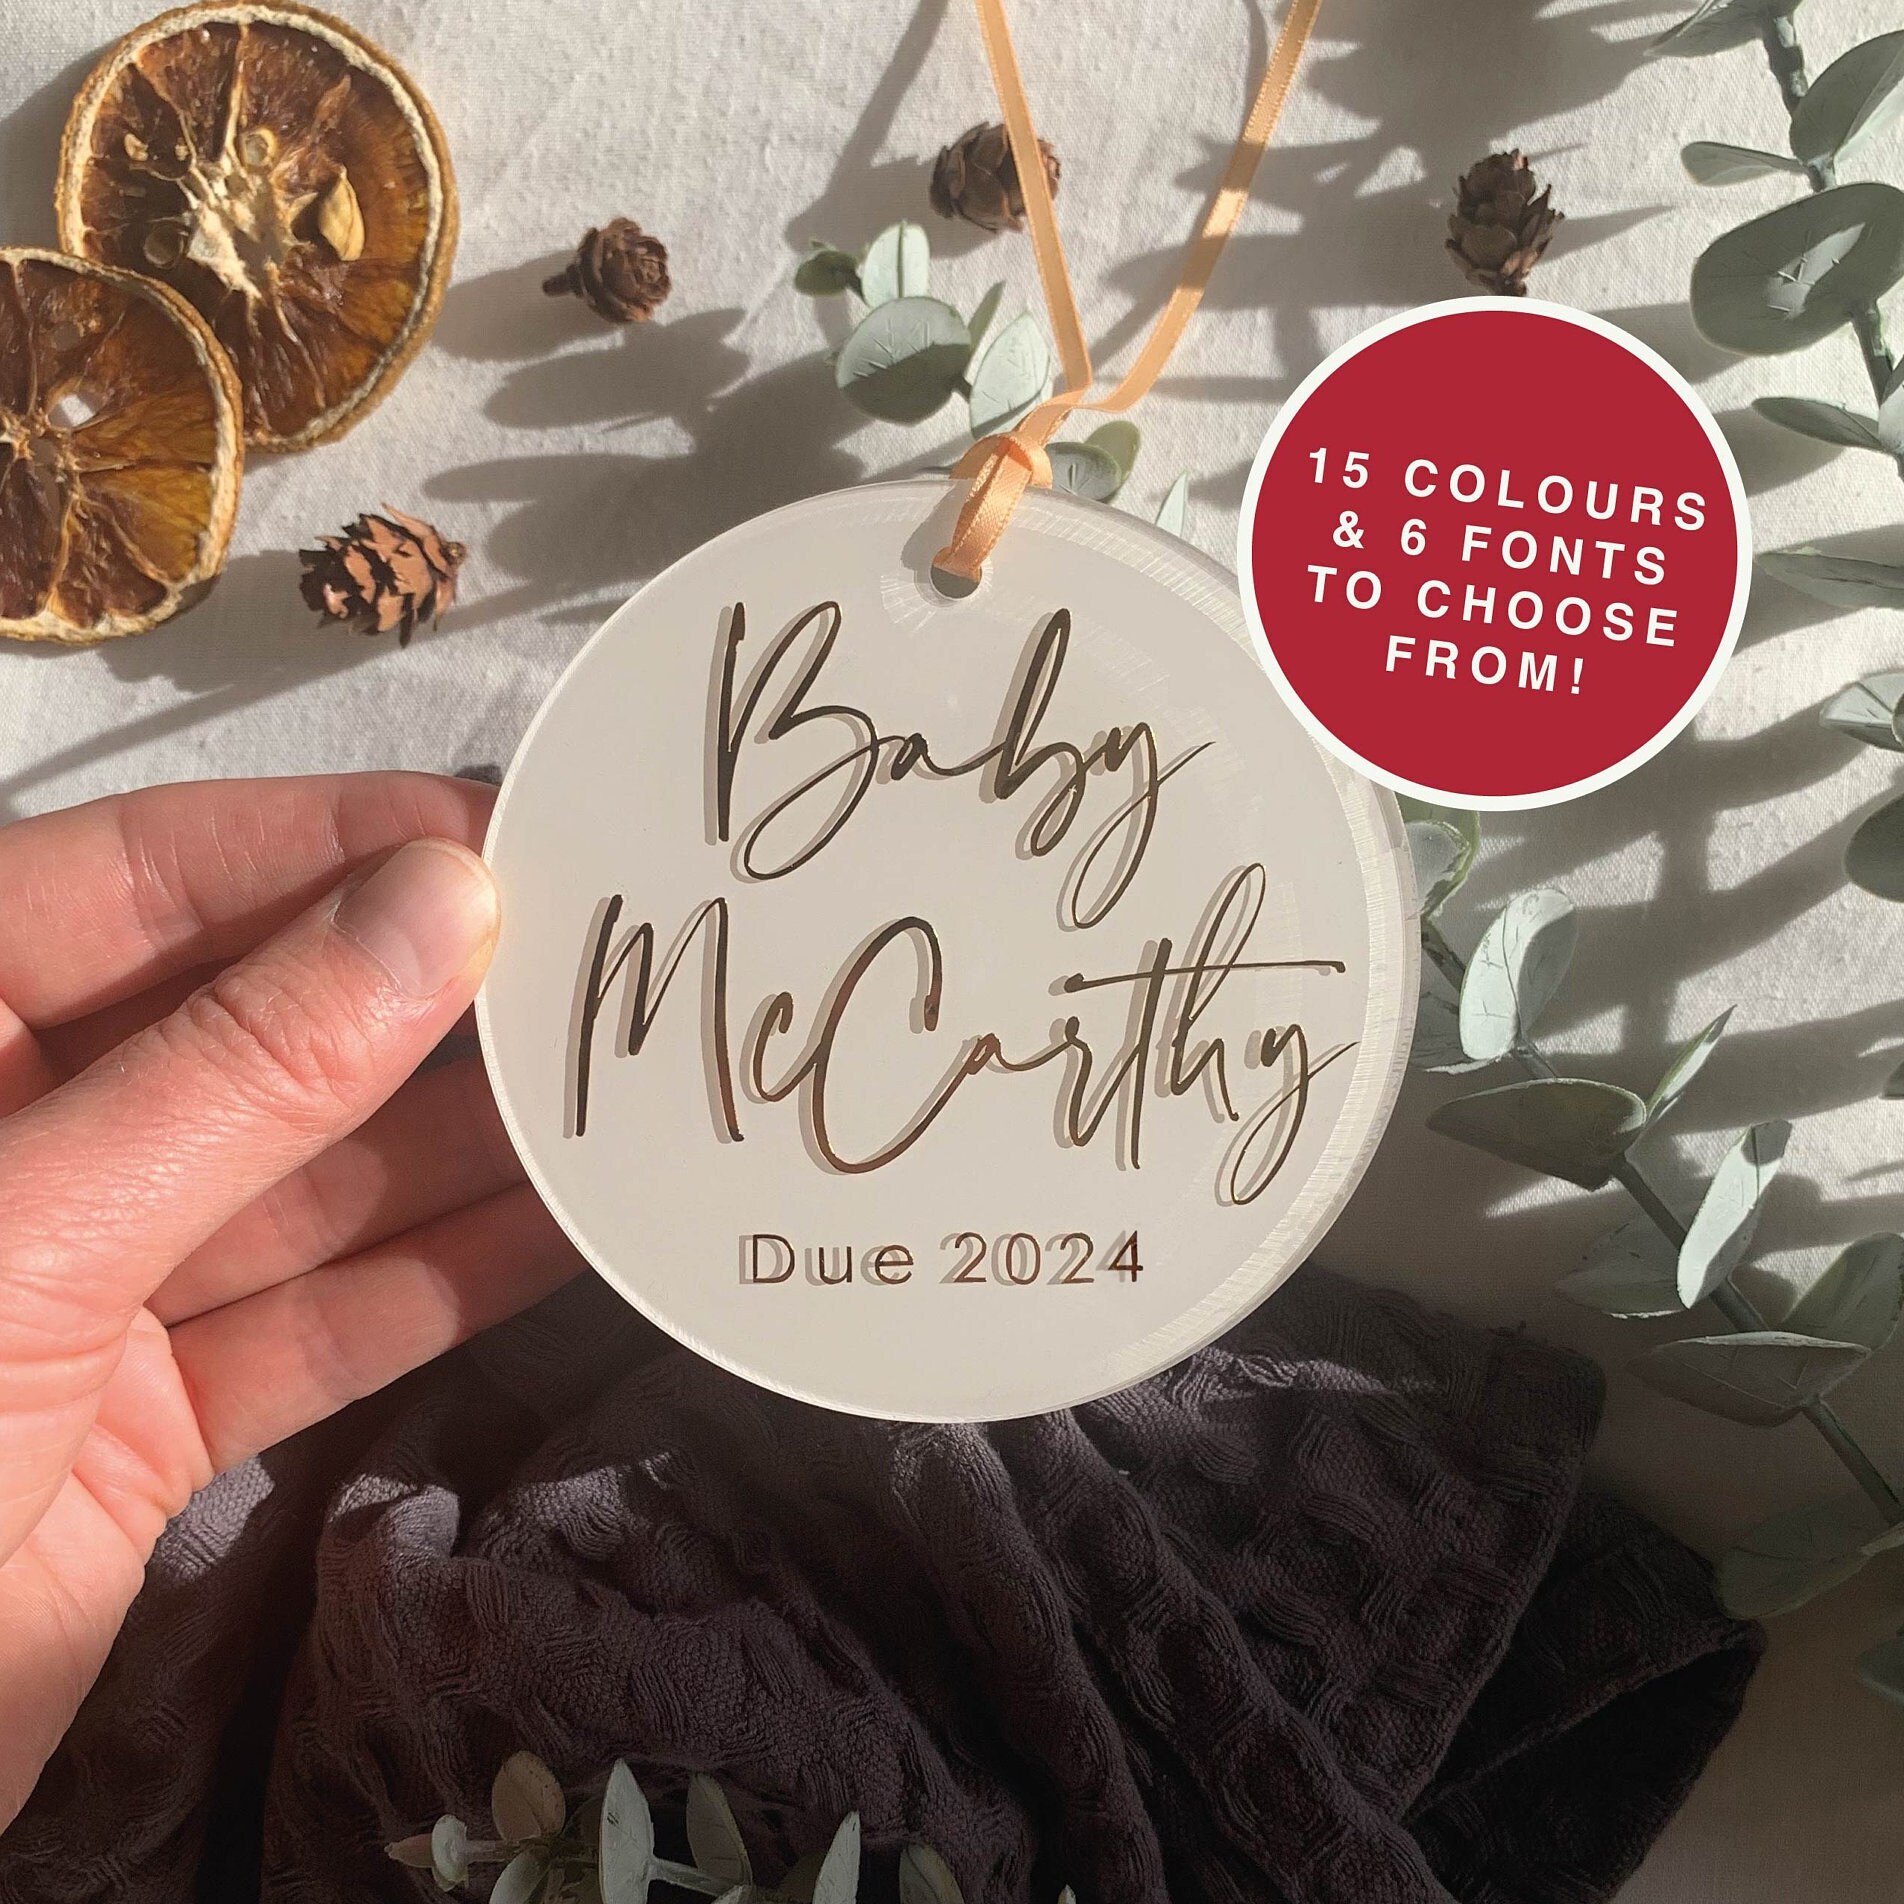 15 COLOURS
& 6 FONTS
TO CHOOSE
FROM!
Baby
McCarthy
Due 2024